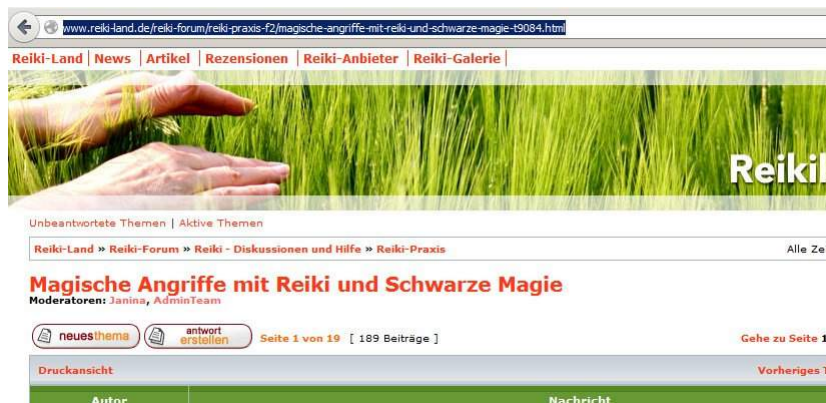 www.reiki-land.de/reiki-forum/reiki-praxis-f2/magische-angriffe-mit-reiki-und-schwarze-magie-t9084.html
Reiki-Land | News | Artikel | Rezensionen | Reiki-Anbieter | Reiki-Galerie |
Reikil
Unbeantwortete Themen | Aktive Themen
Reiki-Land » Reiki-Forum » Reiki - Diskussionen und Hilfe » Reiki-Praxis Alle Ze
Magische Angriffe mit Reiki und Schwarze Magie
Moderatoren: Janina, AdminTeam
neuesthema antwort erstellen Seite 1 von 19 [ 189 Beiträge ] Gehe zu Seite 1
Druckansicht Vorheriges T
Autor Nachricht